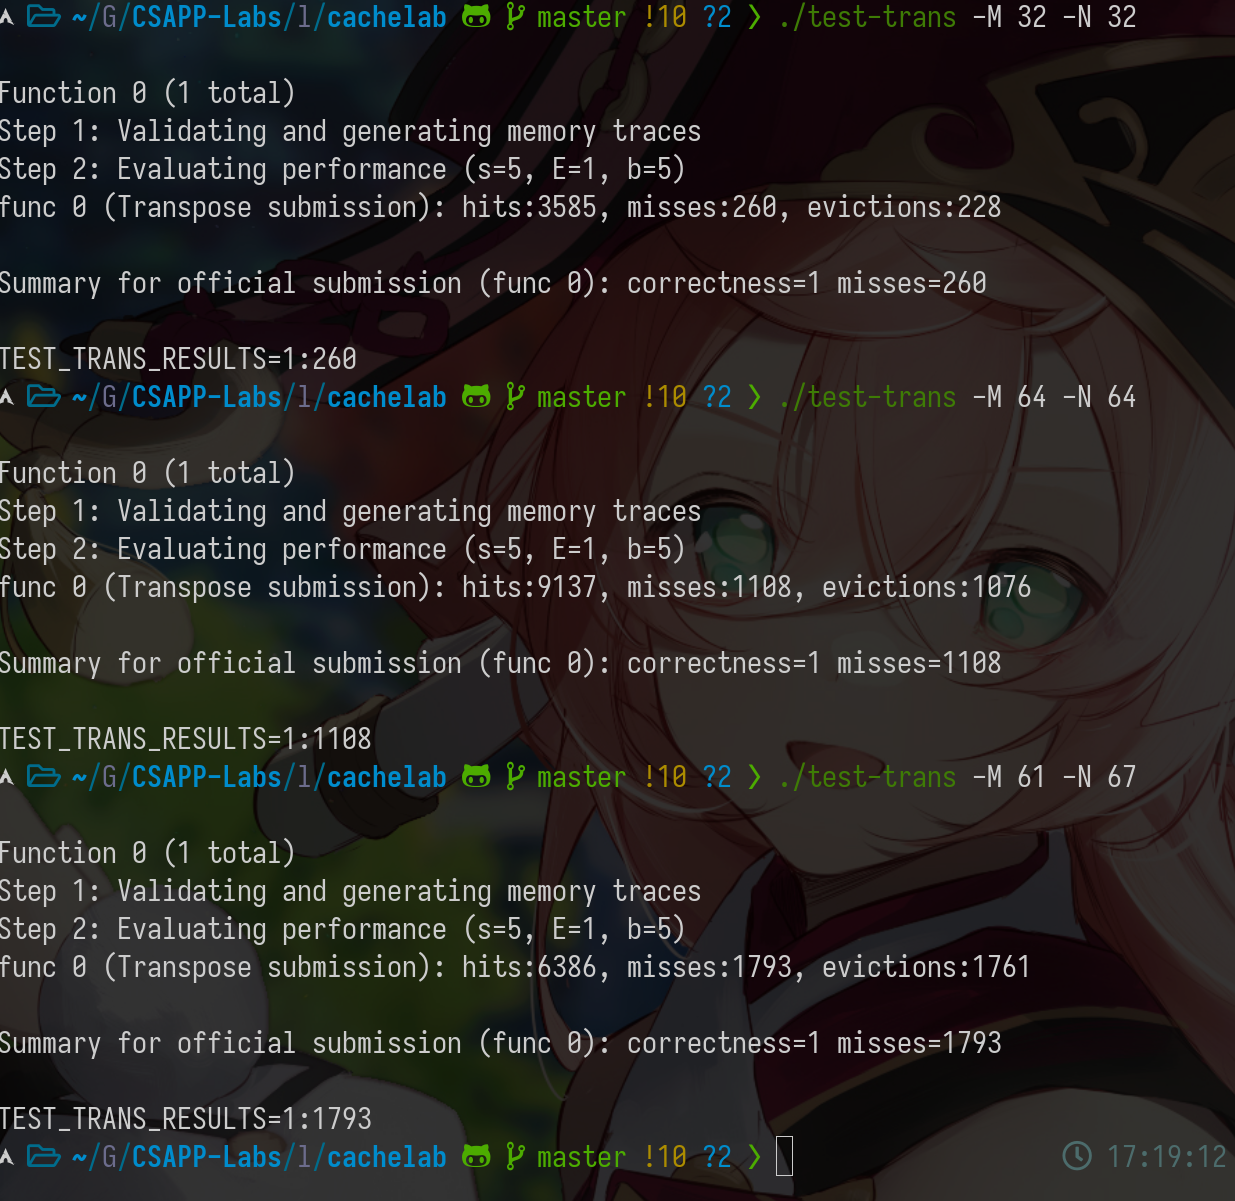 ~/G/CSAPP-Labs/l/cachelab master !10 ?2 ❯ ./test-trans -M 32 -N 32
Function 0 (1 total)
Step 1: Validating and generating memory traces
Step 2: Evaluating performance (s=5, E=1, b=5)
func 0 (Transpose submission): hits:3585, misses:260, evictions:228
Summary for official submission (func 0): correctness=1 misses=260
TEST_TRANS_RESULTS=1:260
~/G/CSAPP-Labs/l/cachelab master !10 ?2 ❯ ./test-trans -M 64 -N 64
Function 0 (1 total)
Step 1: Validating and generating memory traces
Step 2: Evaluating performance (s=5, E=1, b=5)
func 0 (Transpose submission): hits:9137, misses:1108, evictions:1076
Summary for official submission (func 0): correctness=1 misses=1108
TEST_TRANS_RESULTS=1:1108
~/G/CSAPP-Labs/l/cachelab master !10 ?2 ❯ ./test-trans -M 61 -N 67
Function 0 (1 total)
Step 1: Validating and generating memory traces
Step 2: Evaluating performance (s=5, E=1, b=5)
func 0 (Transpose submission): hits:6386, misses:1793, evictions:1761
Summary for official submission (func 0): correctness=1 misses=1793
TEST_TRANS_RESULTS=1:1793
~/G/CSAPP-Labs/l/cachelab master !10 ?2 ❯ 17:19:12